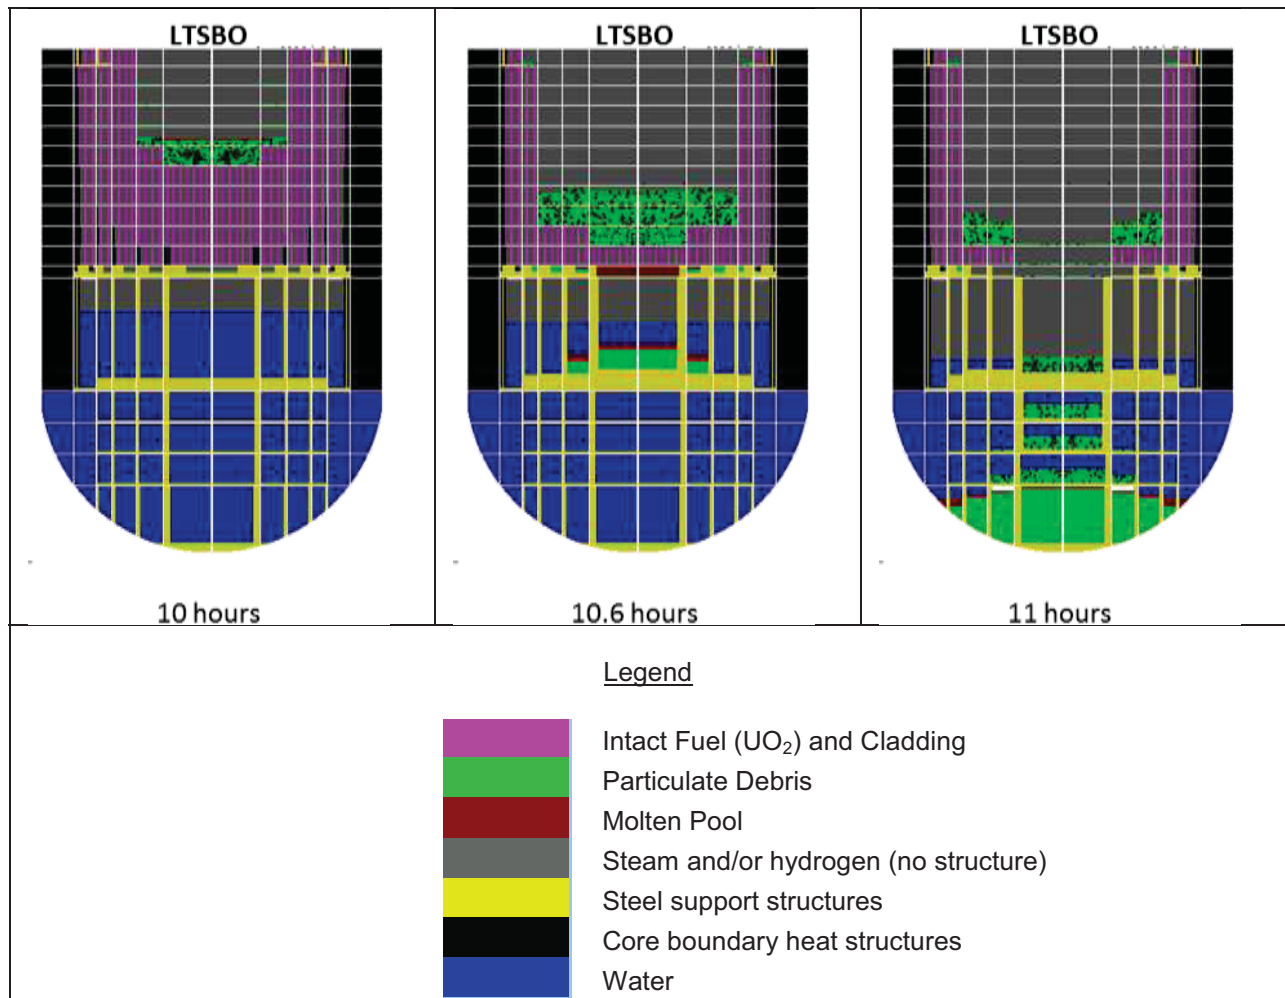 LTSBO
LTSBO
LTSBO
10 hours
10.6 hours
11 hours
Legend
Intact Fuel (UO₂) and Cladding
Particulate Debris
Molten Pool
Steam and/or hydrogen (no structure)
Steel support structures
Core boundary heat structures
Water